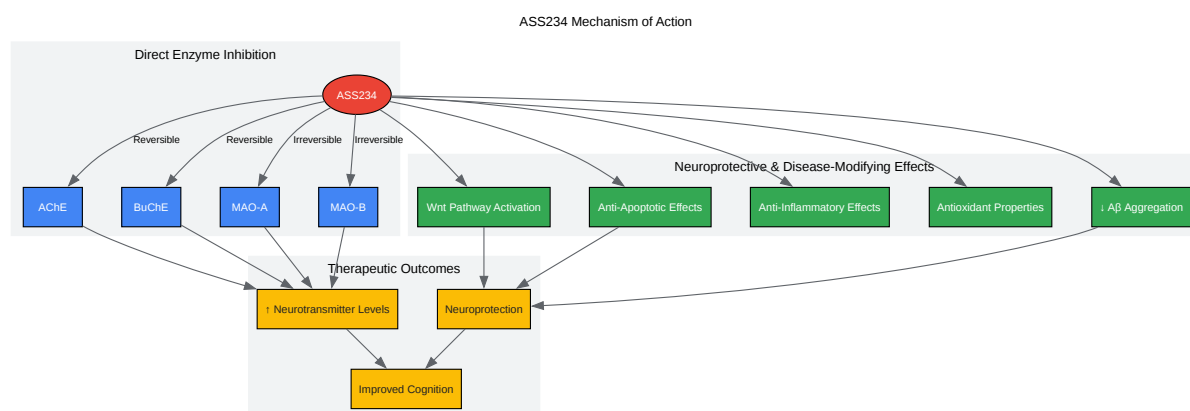 ASS234 Mechanism of Action
Direct Enzyme Inhibition
ASS234
Reversible
Reversible
Irreversible
Irreversible
Neuroprotective & Disease-Modifying Effects
AChE
BuChE
MAO-A
MAO-B
Wnt Pathway Activation
Anti-Apoptotic Effects
Anti-Inflammatory Effects
Antioxidant Properties
↓ Aβ Aggregation
Therapeutic Outcomes
↑ Neurotransmitter Levels
Neuroprotection
Improved Cognition